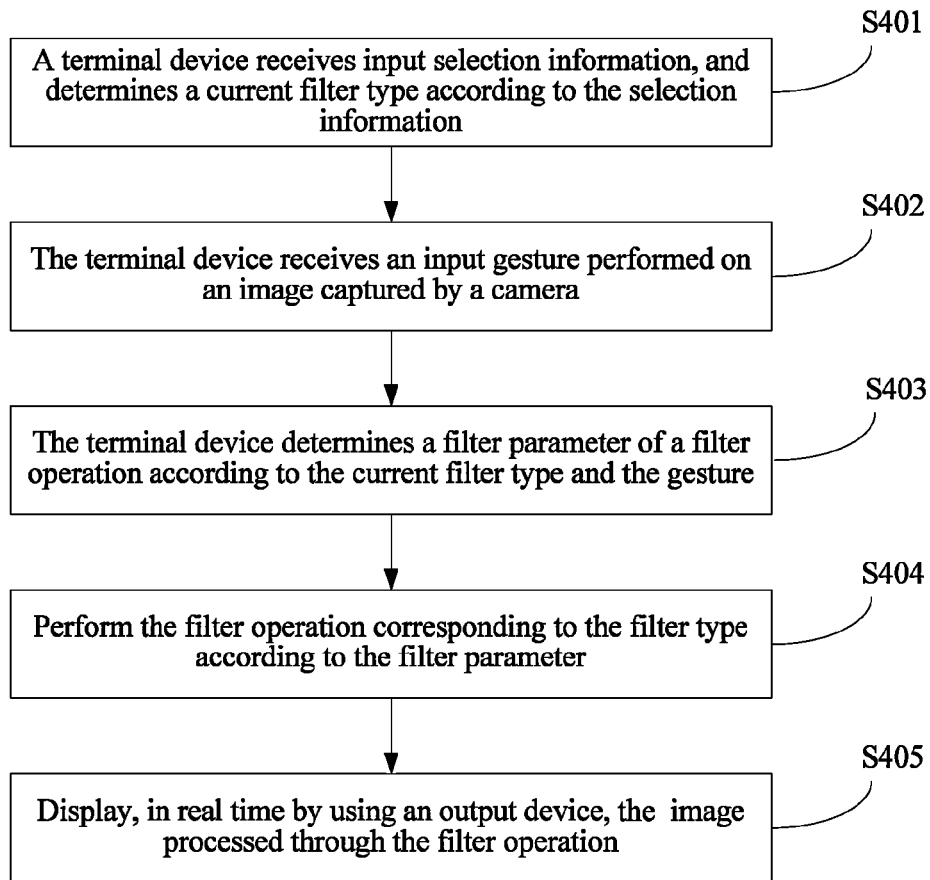 S401
A terminal device receives input selection information, and
determines a current filter type according to the selection
information
S402
The terminal device receives an input gesture performed on
an image captured by a camera
S403
The terminal device determines a filter parameter of a filter
operation according to the current filter type and the gesture
S404
Perform the filter operation corresponding to the filter type
according to the filter parameter
S405
Display, in real time by using an output device, the image
processed through the filter operation